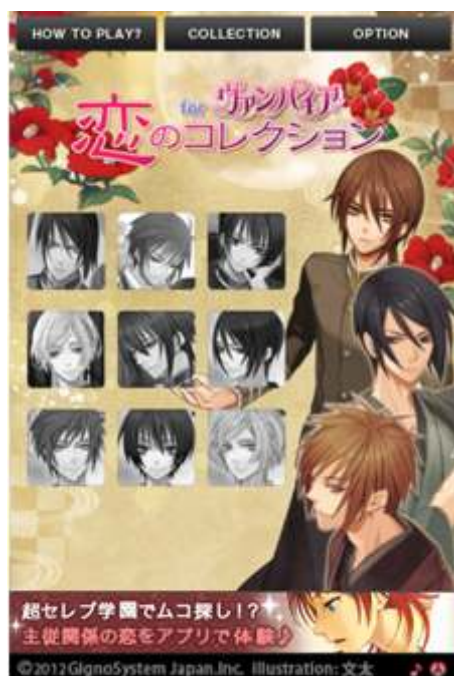 HOW TO PLAY?
COLLECTION
OPTION
for ヴァンパイア
恋のコレクション
超セレブ学園でムコ探し!?
主従関係の恋をアプリで体験♪
©2012GignoSystem Japan.Inc. Illustration: 文太